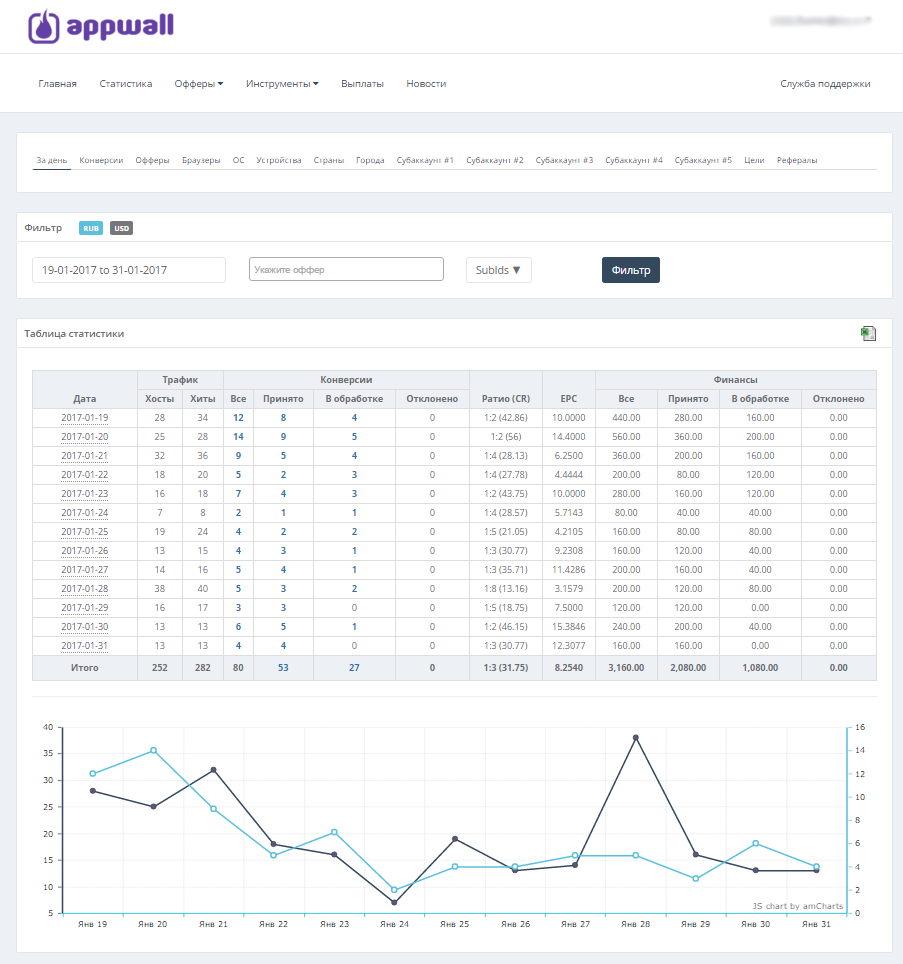 appwall
Главная Статистика Офферы Инструменты Выплаты Новости Служба поддержки
За день Конверсии Офферы Браузеры ОС Устройства Страны Города Субаккаунт #1 Субаккаунт #2 Субаккаунт #3 Субаккаунт #4 Субаккаунт #5 Цели Рефералы
Фильтр RUB USD
19-01-2017 to 31-01-2017 Укажите оффер SubIds ▼ Фильтр
Таблица статистики
Трафик Конверсии Финансы
Дата Хосты Хиты Все Принято В обработке Отклонено Ратио (CR) EPC Все Принято В обработке Отклонено
2017-01-19 28 34 12 8 4 0 1:2 (42.86) 10.0000 440.00 280.00 160.00 0.00
2017-01-20 25 28 14 9 5 0 1:2 (56) 14.4000 560.00 360.00 200.00 0.00
2017-01-21 32 36 9 5 4 0 1:4 (28.13) 6.2500 360.00 200.00 160.00 0.00
2017-01-22 18 20 5 2 3 0 1:4 (27.78) 4.4444 200.00 80.00 120.00 0.00
2017-01-23 16 18 7 4 3 0 1:2 (43.75) 10.0000 280.00 160.00 120.00 0.00
2017-01-24 7 8 2 1 1 0 1:4 (28.57) 5.7143 80.00 40.00 40.00 0.00
2017-01-25 19 24 4 2 2 0 1:5 (21.05) 4.2105 160.00 80.00 80.00 0.00
2017-01-26 13 15 4 3 1 0 1:3 (30.77) 9.2308 160.00 120.00 40.00 0.00
2017-01-27 14 16 5 4 1 0 1:3 (35.71) 11.4286 200.00 160.00 40.00 0.00
2017-01-28 38 40 5 3 2 0 1:8 (13.16) 3.1579 200.00 120.00 80.00 0.00
2017-01-29 16 17 3 3 0 0 1:5 (18.75) 7.5000 120.00 120.00 0.00 0.00
2017-01-30 13 13 6 5 1 0 1:2 (46.15) 15.3846 240.00 200.00 40.00 0.00
2017-01-31 13 13 4 4 0 0 1:3 (30.77) 12.3077 160.00 160.00 0.00 0.00
Итого 252 282 80 53 27 0 1:3 (31.75) 8.2540 3,160.00 2,080.00 1,080.00 0.00
40 16
35 14
30 12
25 10
20 8
15 6
10 4
5 2
0
JS chart by amCharts
Янв 19 Янв 20 Янв 21 Янв 22 Янв 23 Янв 24 Янв 25 Янв 26 Янв 27 Янв 28 Янв 29 Янв 30 Янв 31